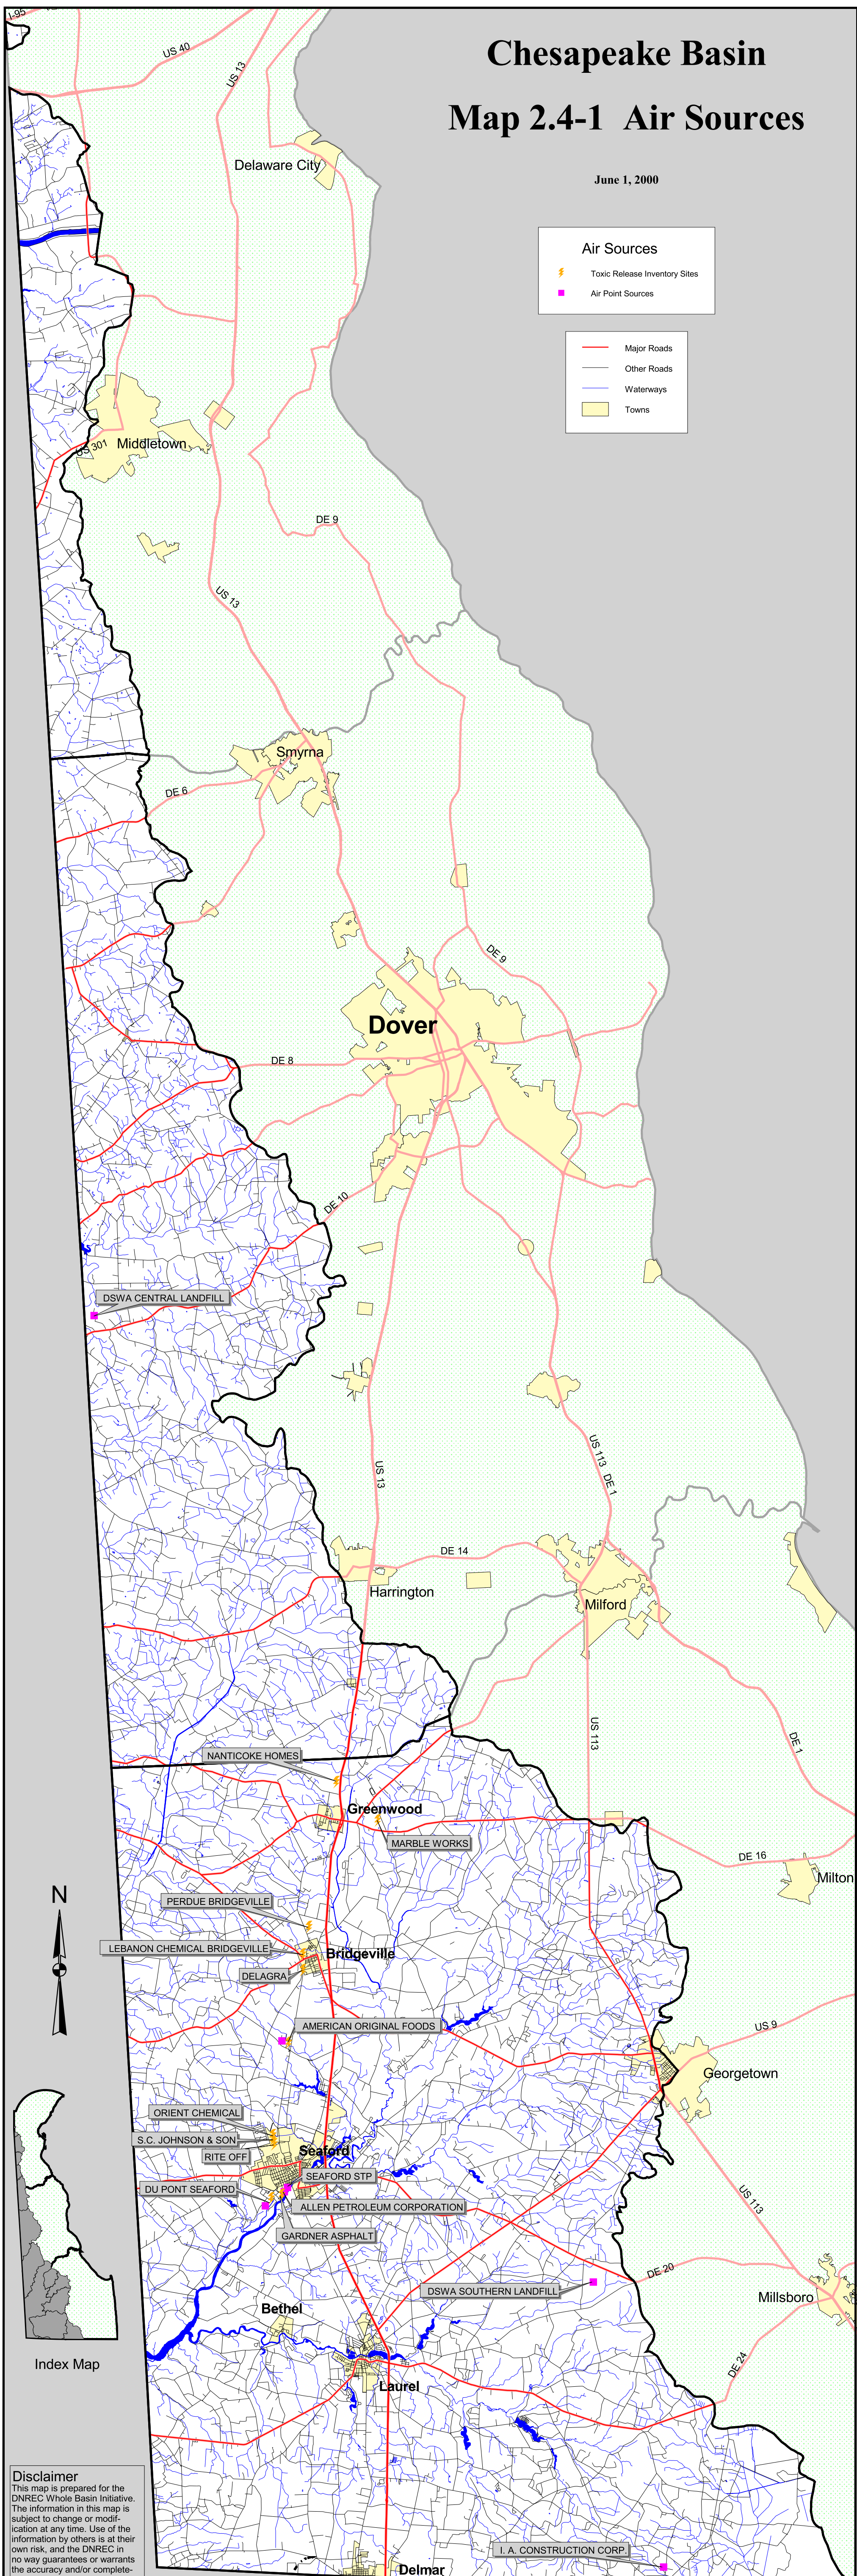 Chesapeake Basin
Map 2.4-1 Air Sources
June 1, 2000
Air Sources
Toxic Release Inventory Sites
Air Point Sources
Major Roads
Other Roads
Waterways
Towns
I-95
US 40
US 13
Delaware City
US 301
Middletown
DE 9
US 13
Smyrna
DE 6
DE 9
Dover
DE 8
DE 10
DSWA CENTRAL LANDFILL
US 13
US 113
DE 1
DE 14
Harrington
Milford
US 113
DE 1
NANTICOKE HOMES
Greenwood
MARBLE WORKS
DE 16
Milton
N
PERDUE BRIDGEVILLE
LEBANON CHEMICAL BRIDGEVILLE
Bridgeville
DELAGRA
AMERICAN ORIGINAL FOODS
US 9
Georgetown
ORIENT CHEMICAL
S.C. JOHNSON & SON
RITE OFF
Seaford
SEAFORD STP
DU PONT SEAFORD
ALLEN PETROLEUM CORPORATION
GARDNER ASPHALT
US 113
DE 20
DSWA SOUTHERN LANDFILL
Millsboro
Bethel
DE 24
Index Map
Laurel
Disclaimer
This map is prepared for the
DNREC Whole Basin Initiative.
The information in this map is
subject to change or modif-
ication at any time. Use of the
information by others is at their
own risk, and the DNREC in
no way guarantees or warrants
the accuracy and/or complete-
I. A. CONSTRUCTION CORP.
Delmar